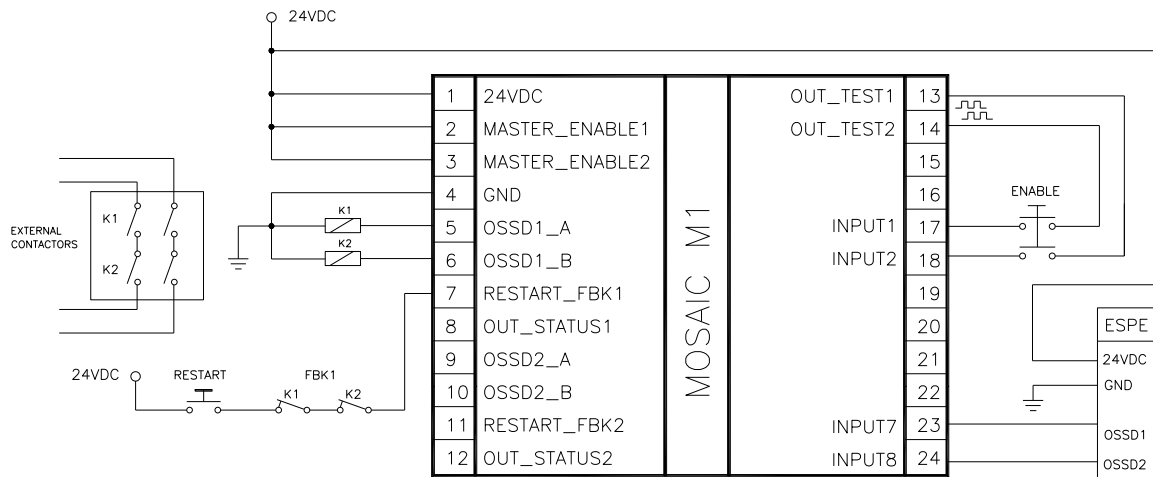 24VDC
1 24VDC
2 MASTER_ENABLE1
3 MASTER_ENABLE2
4 GND
5 OSSD1_A
6 OSSD1_B
7 RESTART_FBK1
8 OUT_STATUS1
9 OSSD2_A
10 OSSD2_B
11 RESTART_FBK2
12 OUT_STATUS2
MOSAIC M1
OUT_TEST1 13
OUT_TEST2 14
15
16
INPUT1 17
INPUT2 18
19
20
21
22
INPUT7 23
INPUT8 24
K1
K2
EXTERNAL
CONTACTORS
K1
K2
24VDC
RESTART
FBK1
K1
K2
ENABLE
ESPE
24VDC
GND
OSSD1
OSSD2